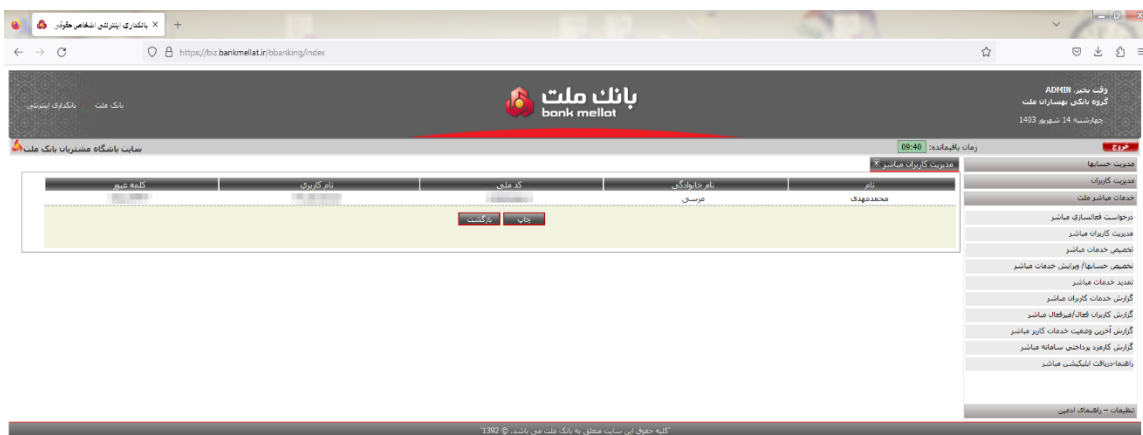 بانکداری اینترنتی اشخاص حقوقی
https://biz.bankmellat.ir/bbanking/index
وقت بخیر، ADMIN
گروه بانکی بهسازان ملت
چهارشنبه 14 شهریور 1403
بانک ملت
bank mellat
بانک ملت بانکداری اینترنتی
خروج
زمان باقیمانده: 09:40
سایت باشگاه مشتریان بانک ملت
مدیریت حسابها
مدیریت کاربران
خدمات مباشر ملت
درخواست فعالسازي مباشر
مدیریت کاربران مباشر
تخصیص خدمات مباشر
تخصیص حسابها/ ویرایش خدمات مباشر
تمدید خدمات مباشر
گزارش خدمات کاربران مباشر
گزارش کاربران فعال/غیرفعال مباشر
گزارش آخرین وضعیت خدمات کاربر مباشر
گزارش کارمزد پرداختی سامانه مباشر
راهنما-دریافت اپلیکیشن مباشر
تنظیمات – راهنمای ادمین
مدیریت کاربران مباشر
نام نام خانوادگی کد ملی نام کاربری کلمه عبور
محمدمهدی مرسی
چاپ بازگشت
"کلیه حقوق این سایت متعلق به بانک ملت می باشد. © 1392"